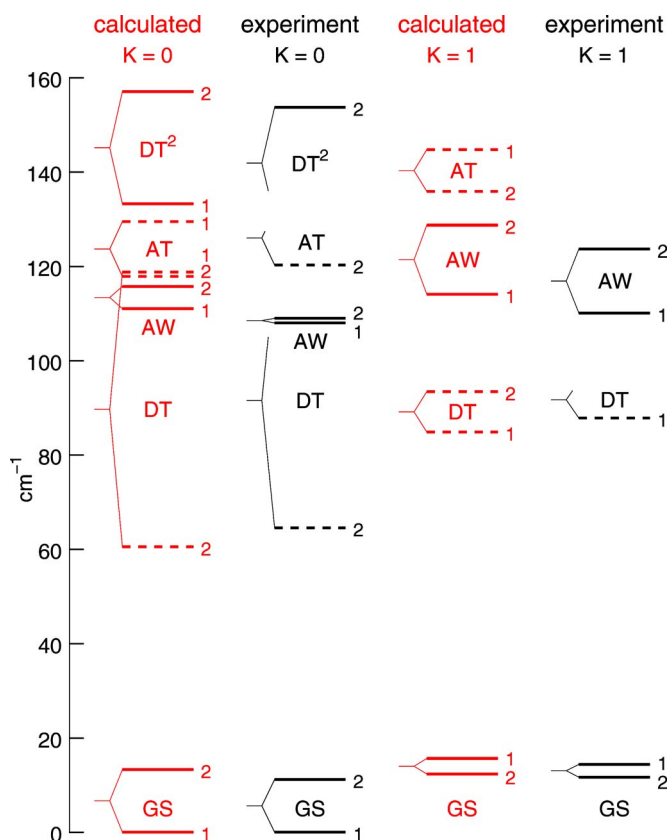 calculated experiment calculated experiment
K = 0 K = 0 K = 1 K = 1
160
2
2
DT² DT²
1
140
AT
2
1
1
2
AT 1 AT
AW
2
120
2 2
2
AW
1
1
1
AW
2
1
AW
100
DT DT
2
DT
DT
1
1
80
cm⁻¹
2
60
2
40
20
2
2
1
2
1
2
GS GS GS GS
0
1
1